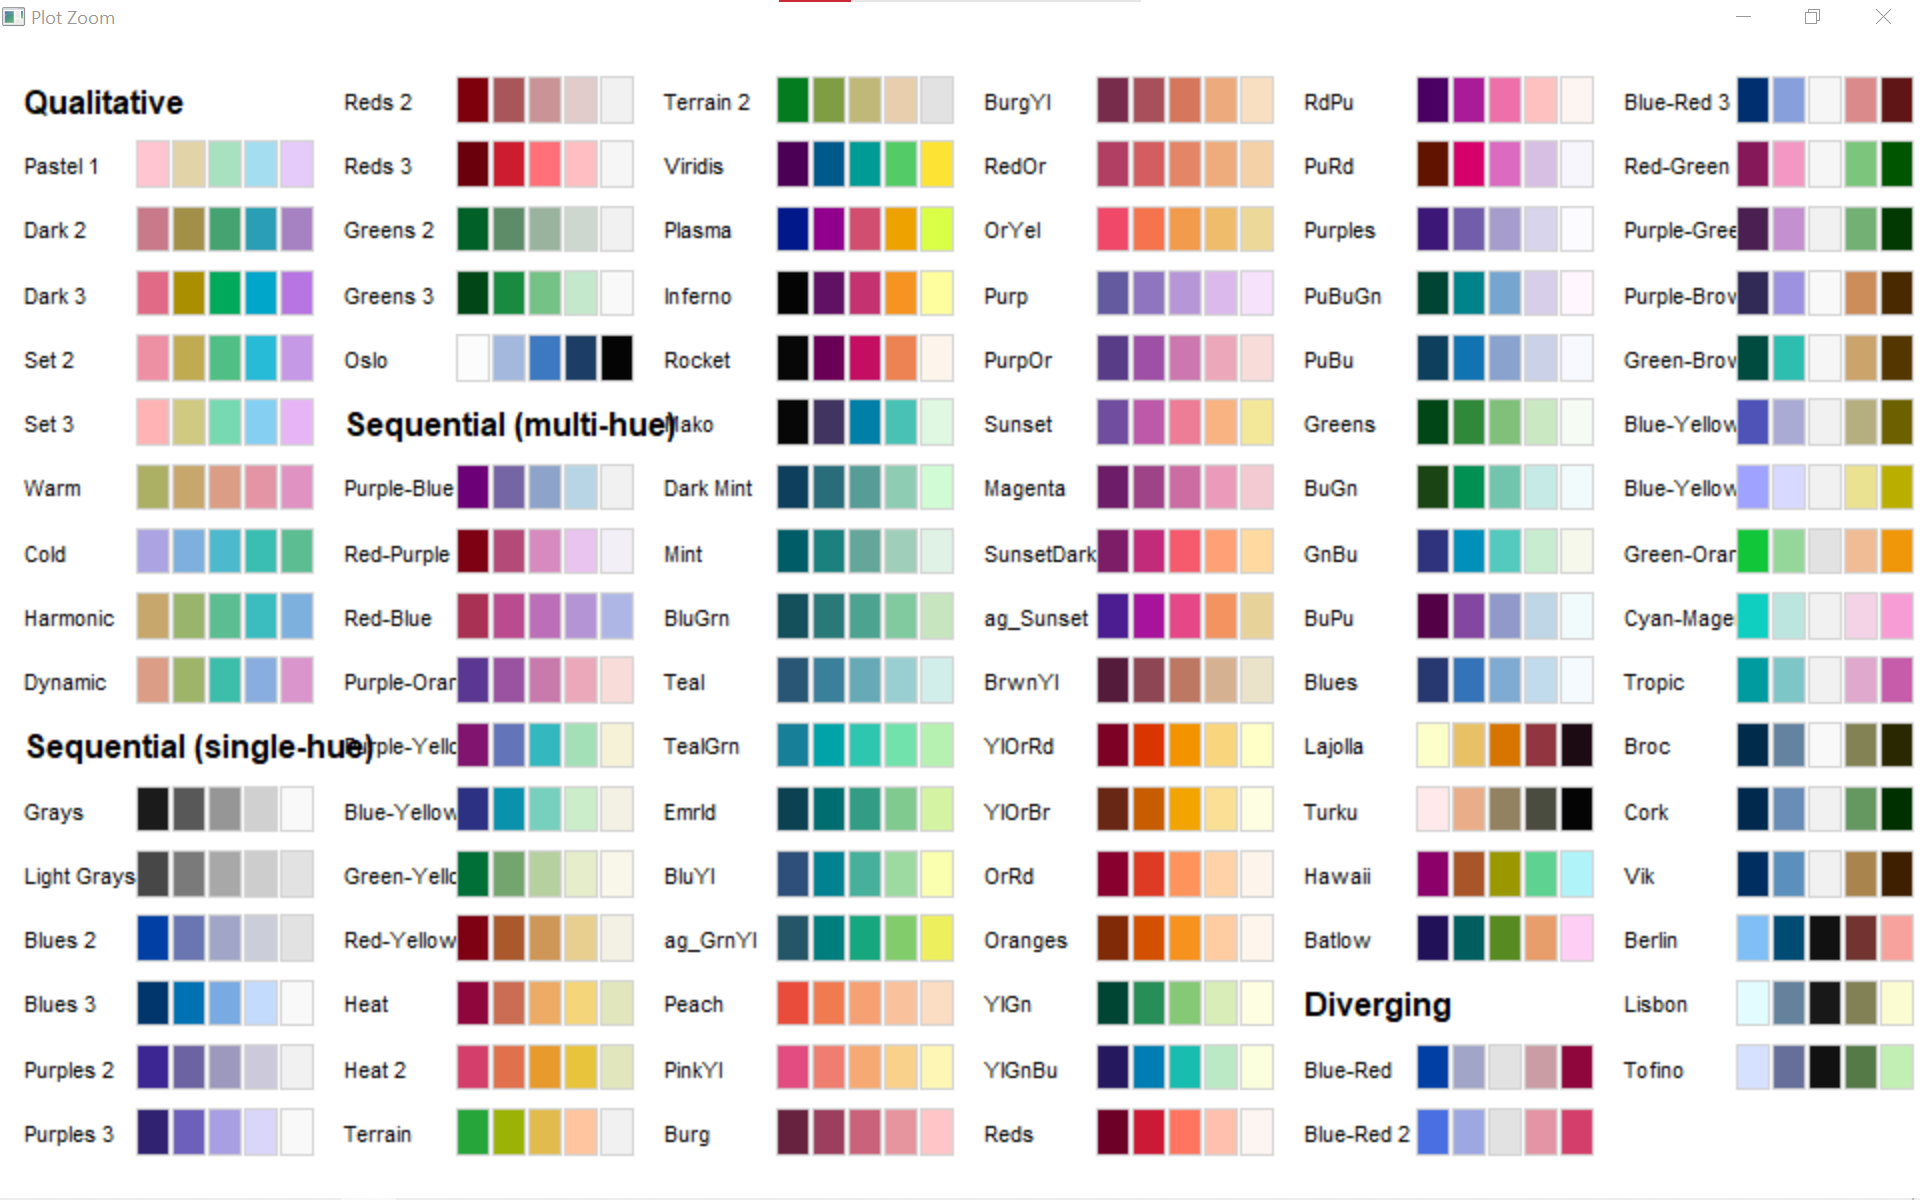 Plot Zoom
Qualitative
Pastel 1
Dark 2
Dark 3
Set 2
Set 3
Warm
Cold
Harmonic
Dynamic
Sequential (single-hue)
Grays
Light Grays
Blues 2
Blues 3
Purples 2
Purples 3
Reds 2
Reds 3
Greens 2
Greens 3
Oslo
Sequential (multi-hue)
Purple-Blue
Red-Purple
Red-Blue
Purple-Oran
Purple-Yello
Blue-Yellow
Green-Yello
Red-Yellow
Heat
Heat 2
Terrain
Terrain 2
Viridis
Plasma
Inferno
Rocket
Mako
Dark Mint
Mint
BluGrn
Teal
TealGrn
Emrld
BluYl
ag_GrnYl
Peach
PinkYl
Burg
BurgYl
RedOr
OrYel
Purp
PurpOr
Sunset
Magenta
SunsetDark
ag_Sunset
BrwnYl
YlOrRd
YlOrBr
OrRd
Oranges
YlGn
YlGnBu
Reds
RdPu
PuRd
Purples
PuBuGn
PuBu
Greens
BuGn
GnBu
BuPu
Blues
Lajolla
Turku
Hawaii
Batlow
Diverging
Blue-Red
Blue-Red 2
Blue-Red 3
Red-Green
Purple-Gree
Purple-Brow
Green-Brow
Blue-Yellow
Blue-Yellow
Green-Oran
Cyan-Mage
Tropic
Broc
Cork
Vik
Berlin
Lisbon
Tofino